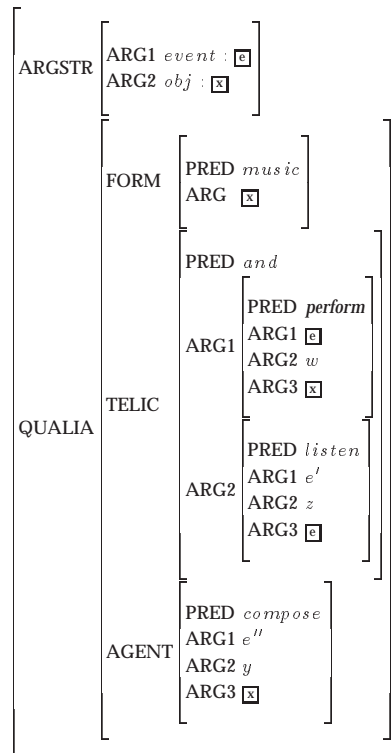 ARGSTR
ARG1 event : e
ARG2 obj : x
QUALIA
FORM
PRED music
ARG x
TELIC
PRED and
ARG1
PRED perform
ARG1 e
ARG2 w
ARG3 x
ARG2
PRED listen
ARG1 e′
ARG2 z
ARG3 e
AGENT
PRED compose
ARG1 e′′
ARG2 y
ARG3 x